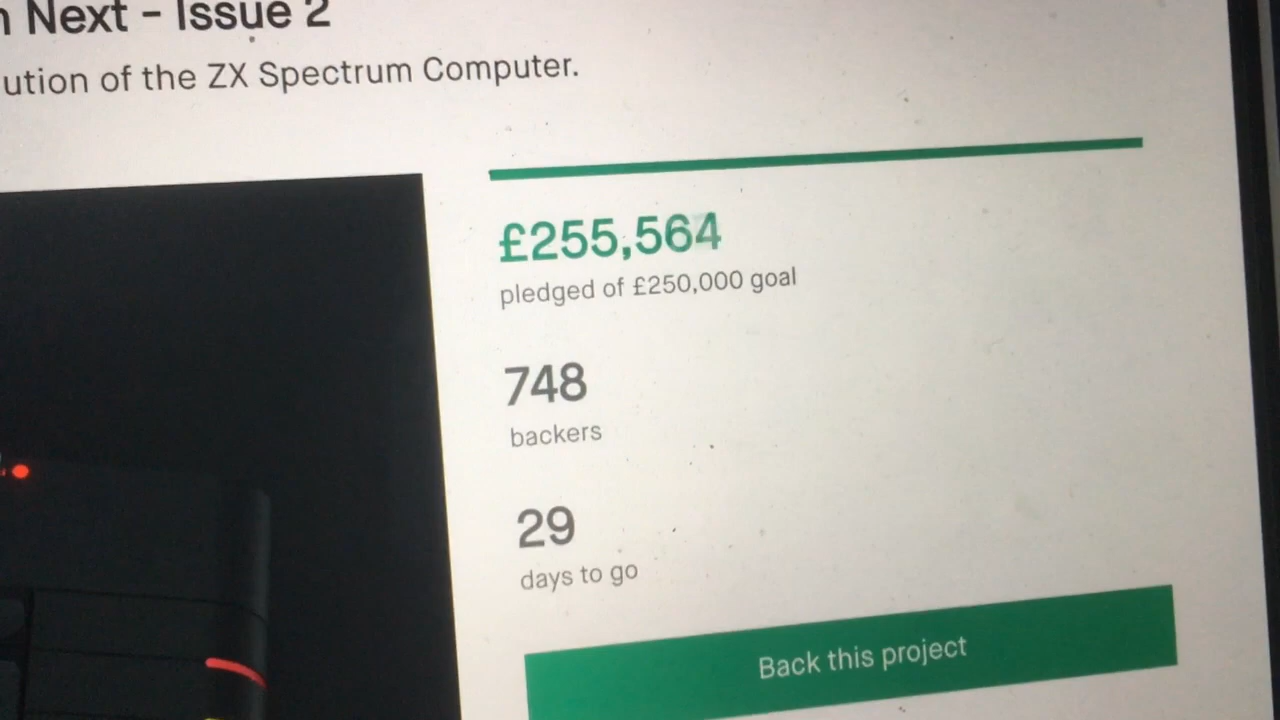 Next - Issue 2
of the ZX Spectrum Computer.
£255,564
pledged of £250,000 goal
748
backers
29
days to go
Back this project